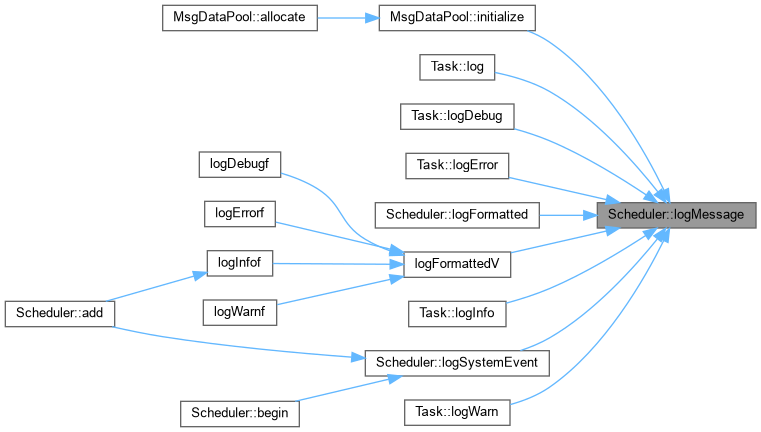 MsgDataPool::allocate
MsgDataPool::initialize
Task::log
Task::logDebug
logDebugf
Task::logError
logErrorf
Scheduler::logFormatted
Scheduler::logMessage
logInfof
logFormattedV
Scheduler::add
logWarnf
Task::logInfo
Scheduler::logSystemEvent
Scheduler::begin
Task::logWarn